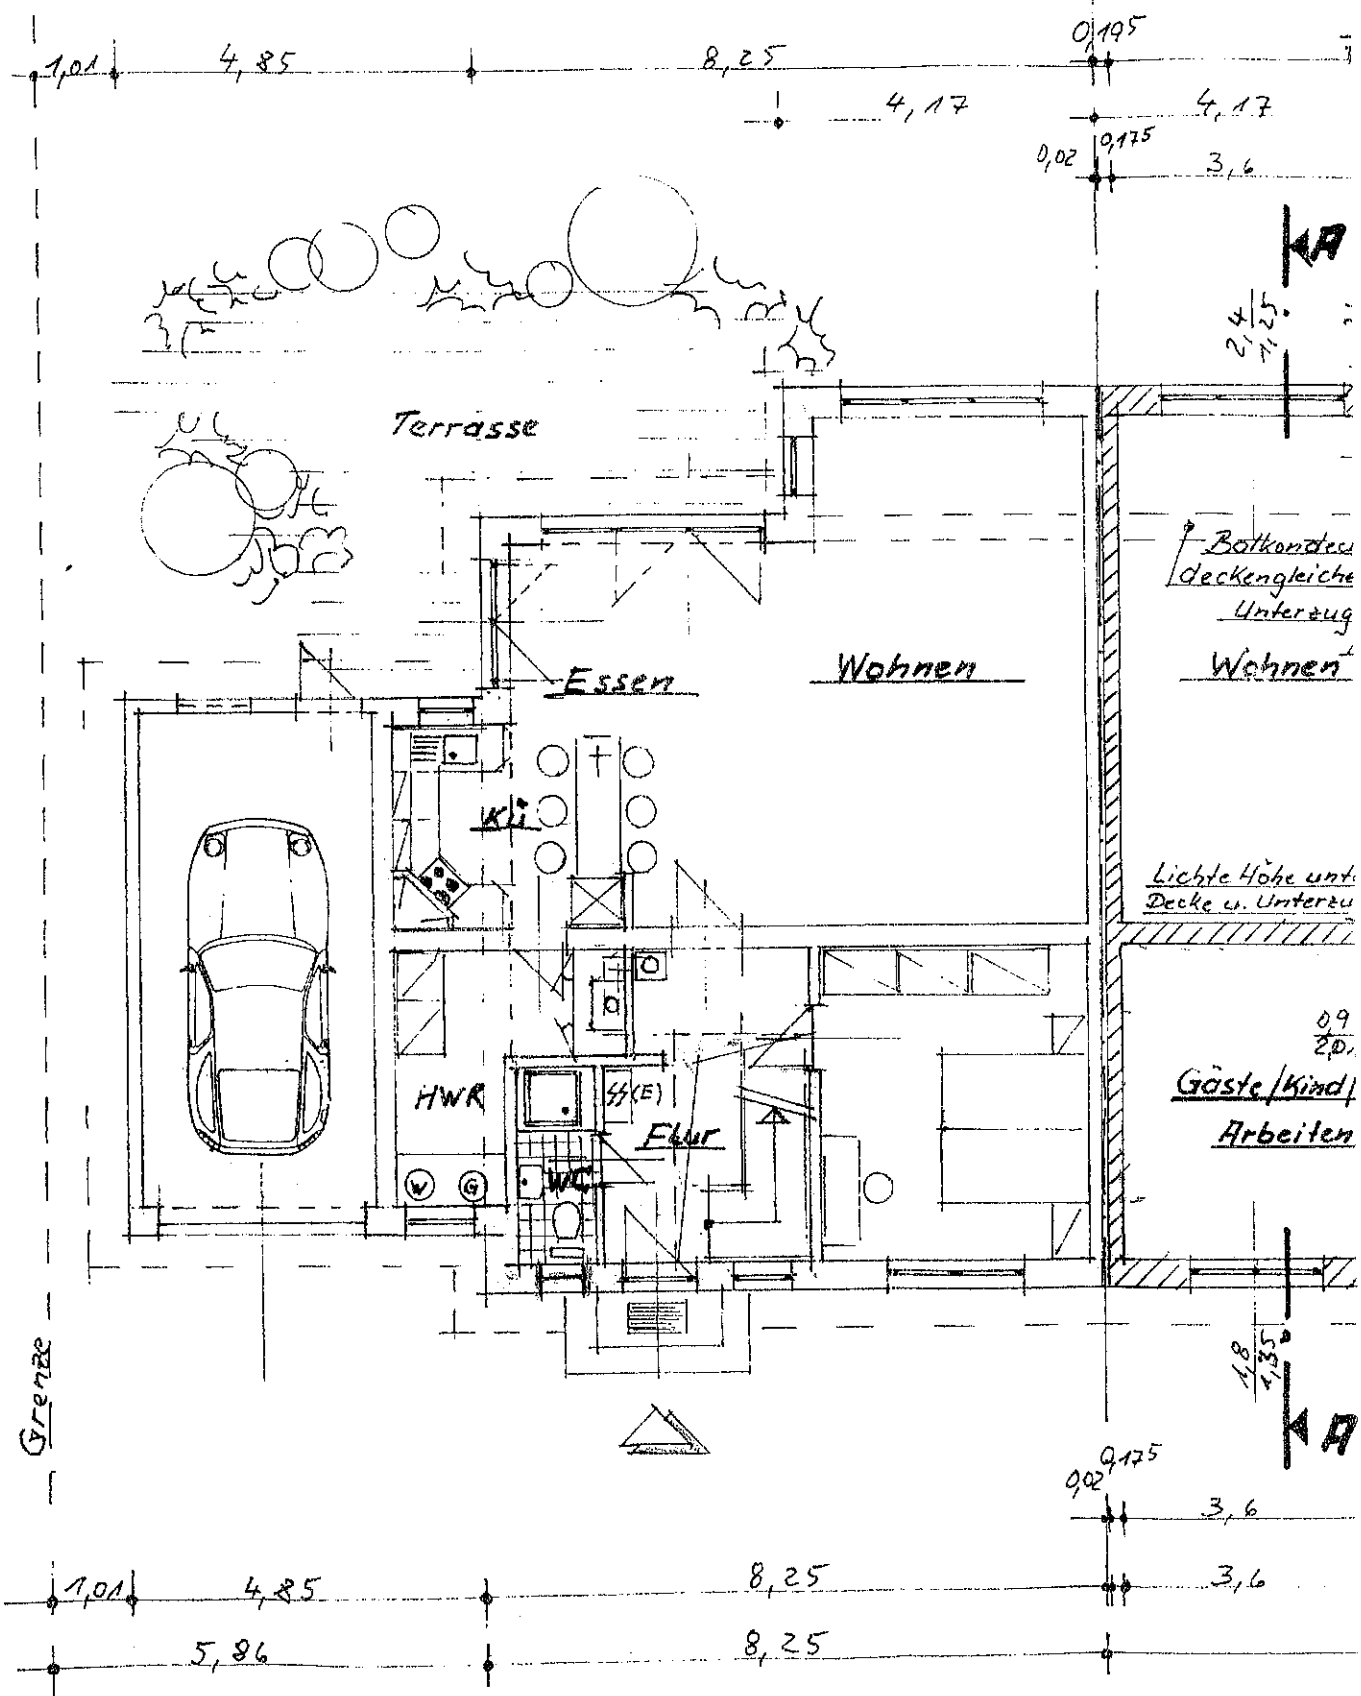 1,01 4,85 8,25 0,195
4,17 4,17
0,02 0,175 3,6
A
2,4
1,25
Terrasse
deckengleiche
Unterzug
Essen Wohnen Wohnen
Kü
Lichte Höhe unte
Decke u. Unterzu
0,9
HWR (E) Gäste/Kind/
Flur Arbeiten
WC
W G
1,8
1,35
Grenze
A
0,02 0,175
3,6
1,01 4,85 8,25 3,6
5,86 8,25